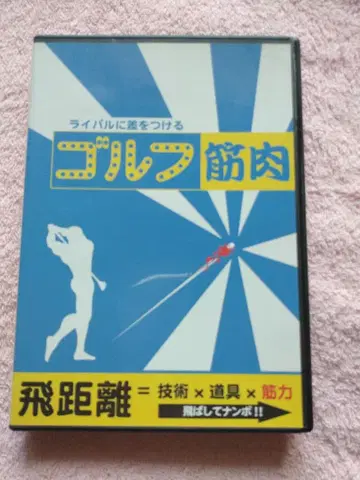 ライバルに差をつける
ゴルフ筋肉
飛距離=技術×道具×筋力
飛ばしてナンボ!!